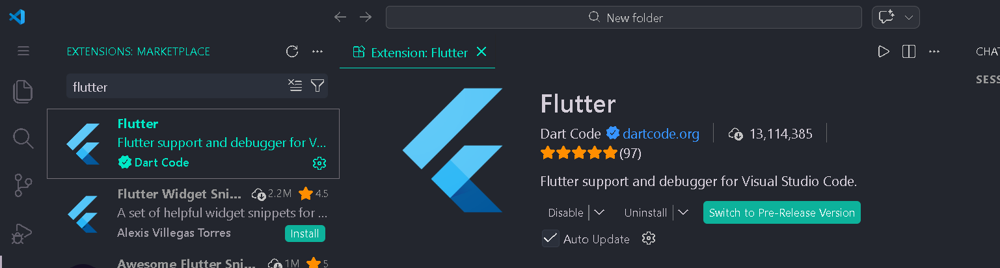 New folder
EXTENSIONS: MARKETPLACE
flutter
Flutter
Flutter support and debugger for V...
Dart Code
Flutter Widget Sni... 2.2M 4.5
A set of helpful widget snippets for ...
Alexis Villegas Torres Install
Awesome Flutter Sni... 1M 5
Extension: Flutter
Flutter
Dart Code dartcode.org 13,114,385
(97)
Flutter support and debugger for Visual Studio Code.
Disable Uninstall Switch to Pre-Release Version
Auto Update
CHAT
SESS